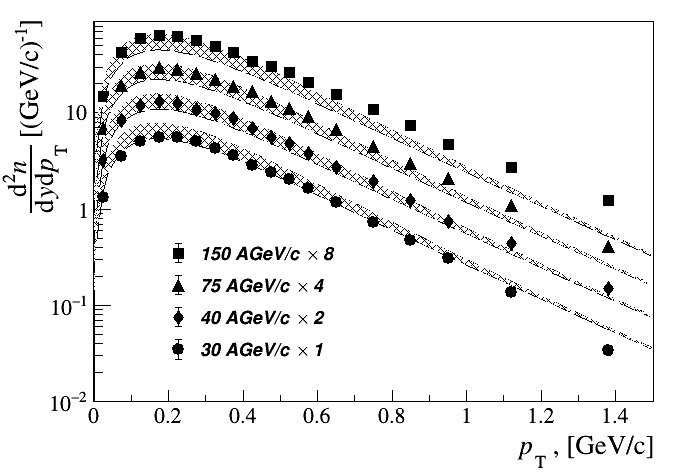 d²n
dydp_T [(GeV/c)⁻¹]
10
1
10⁻¹
10⁻²
150 AGeV/c × 8
75 AGeV/c × 4
40 AGeV/c × 2
30 AGeV/c × 1
0 0.2 0.4 0.6 0.8 1 1.2 1.4
p_T , [GeV/c]